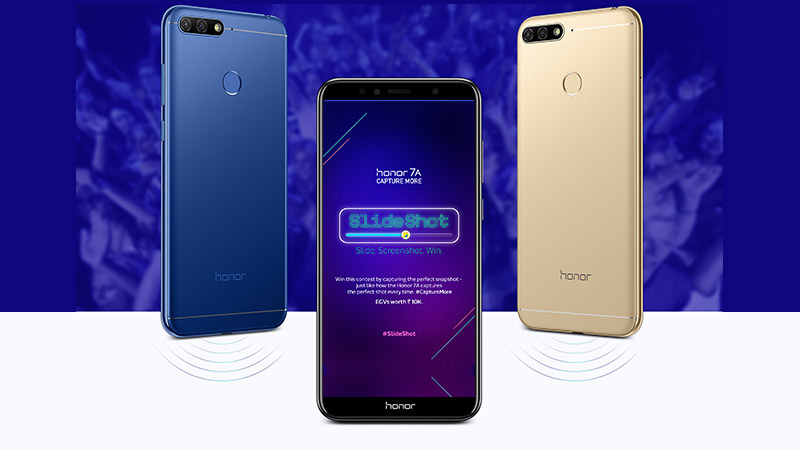 honor 7A
CAPTURE MORE
SlideShot
Slide. Screenshot. Win.
Win this contest by capturing the perfect snapshot -
just like how the Honor 7A captures
the perfect shot every time. #CaptureMore
EGVs worth ₹ 10K.
#SlideShot
honor
honor
honor